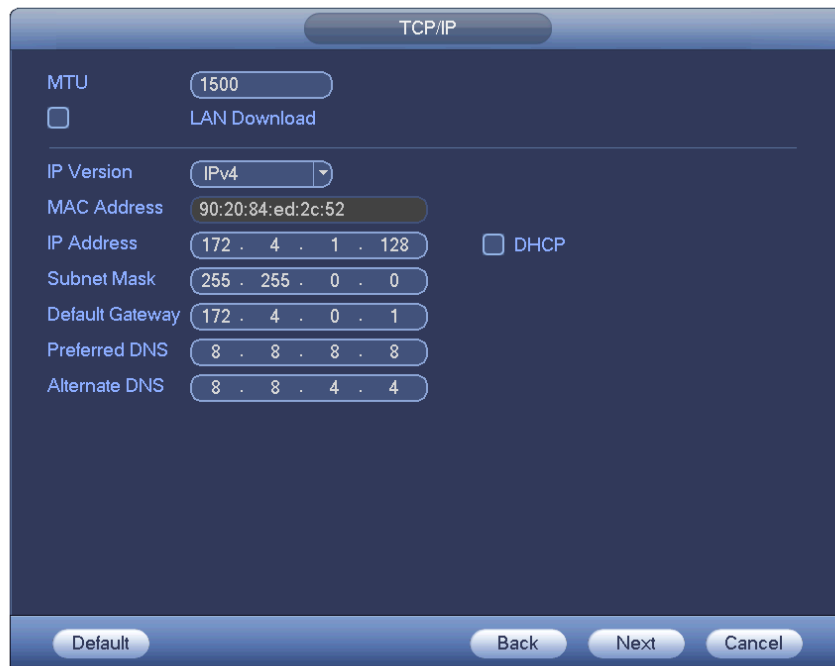 TCP/IP
MTU 1500
LAN Download
IP Version IPv4
MAC Address 90:20:84:ed:2c:52
IP Address 172 . 4 . 1 . 128 DHCP
Subnet Mask 255 . 255 . 0 . 0
Default Gateway 172 . 4 . 0 . 1
Preferred DNS 8 . 8 . 8 . 8
Alternate DNS 8 . 8 . 4 . 4
Default Back Next Cancel